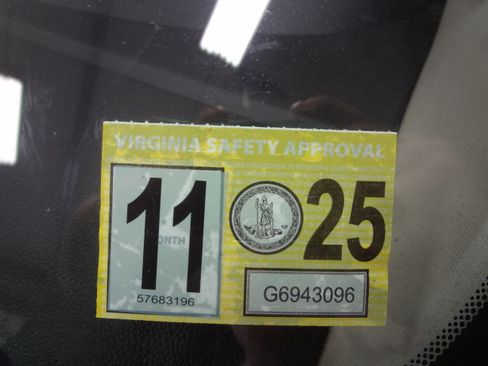 VIRGINIA SAFETY APPROVAL
11 25
MONTH
G6943096
57683196